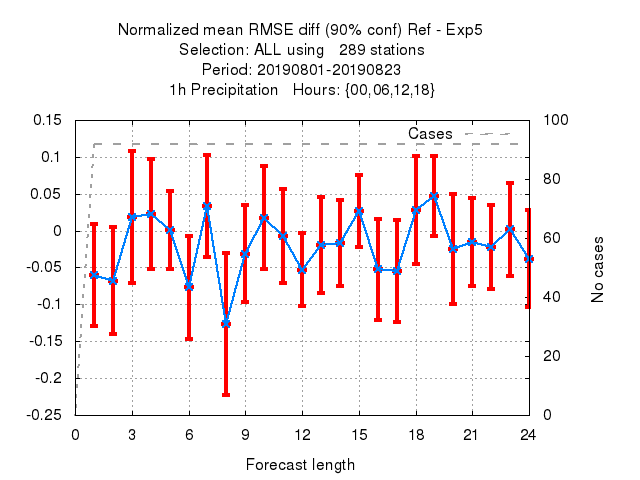 Normalized mean RMSE diff (90% conf) Ref - Exp5
Selection: ALL using   289 stations
Period: 20190801-20190823
1h Precipitation   Hours: {00,06,12,18}
Cases
0.15
0.1
0.05
0
-0.05
-0.1
-0.15
-0.2
-0.25
100
80
60
40
20
0
No cases
0 3 6 9 12 15 18 21 24
Forecast length